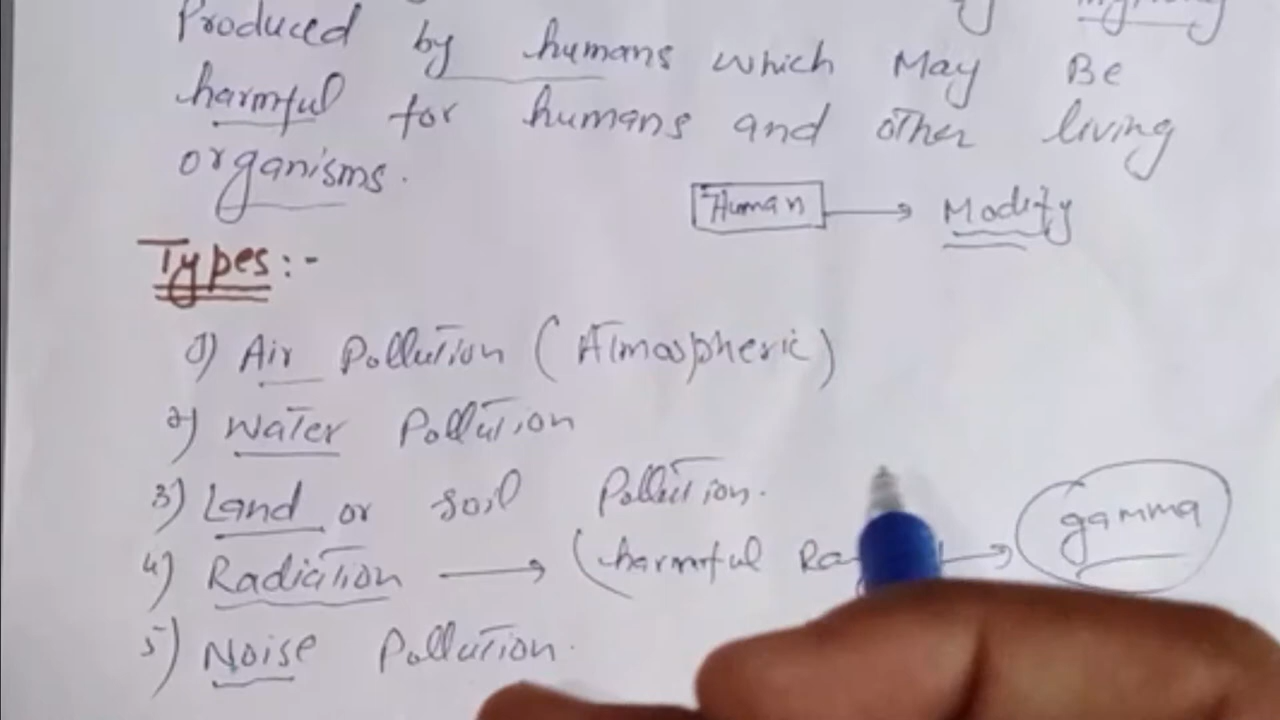 Produced by humans which May Be
harmful for humans and other living
organisms.
Human → Modify
Types:-
1) Air Pollution (Atmospheric)
2) Water Pollution
3) Land or soil Pollution.
4) Radiation → (harmful → gamma
5) Noise Pollution.